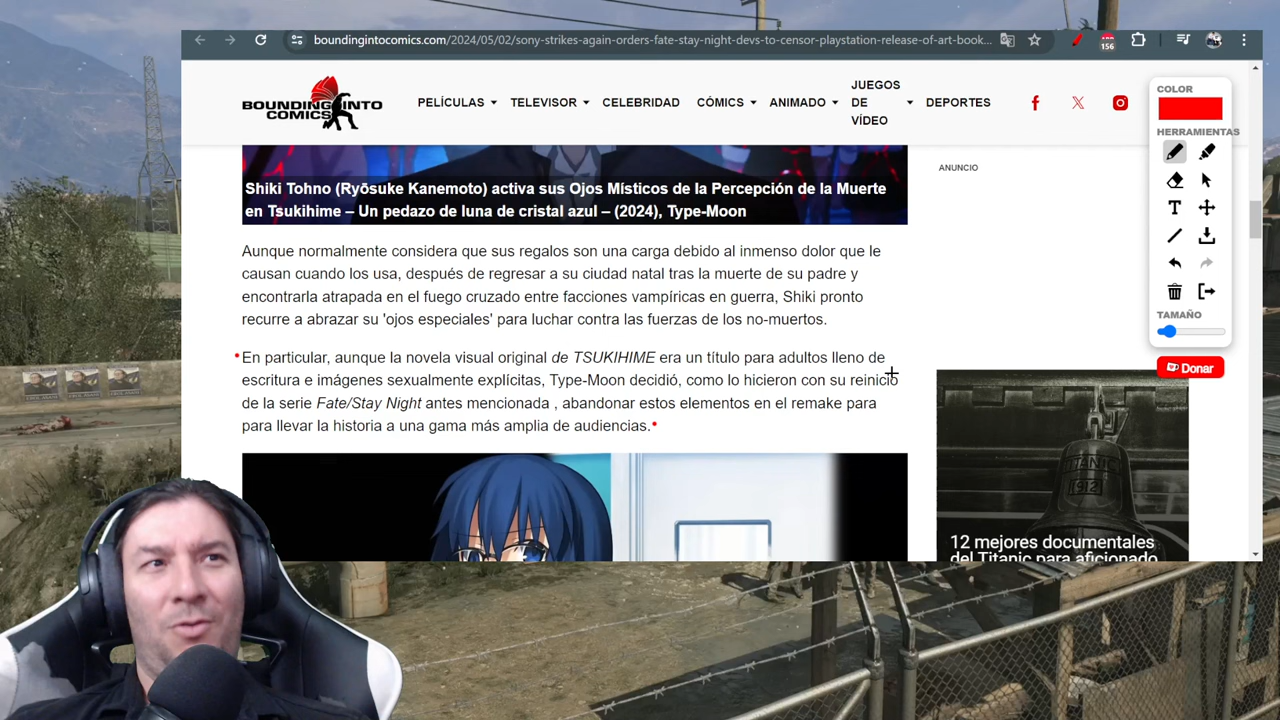 boundingintocomics.com/2024/05/02/sony-strikes-again-orders-fate-stay-night-devs-to-censor-playstation-release-of-art-book...
156
BOUNDING INTO
COMICS
PELÍCULAS
TELEVISOR
CELEBRIDAD
CÓMICS
ANIMADO
JUEGOS
DE
VÍDEO
DEPORTES
COLOR
HERRAMIENTAS
T
TAMAÑO
Donar
ANUNCIO
Shiki Tohno (Ryōsuke Kanemoto) activa sus Ojos Místicos de la Percepción de la Muerte
en Tsukihime – Un pedazo de luna de cristal azul – (2024), Type-Moon
Aunque normalmente considera que sus regalos son una carga debido al inmenso dolor que le
causan cuando los usa, después de regresar a su ciudad natal tras la muerte de su padre y
encontrarla atrapada en el fuego cruzado entre facciones vampíricas en guerra, Shiki pronto
recurre a abrazar su 'ojos especiales' para luchar contra las fuerzas de los no-muertos.
En particular, aunque la novela visual original de TSUKIHIME era un título para adultos lleno de
escritura e imágenes sexualmente explícitas, Type-Moon decidió, como lo hicieron con su reinicio
de la serie Fate/Stay Night antes mencionada , abandonar estos elementos en el remake para
para llevar la historia a una gama más amplia de audiencias.
TITANIC
1912
12 mejores documentales
del Titanic para aficionado